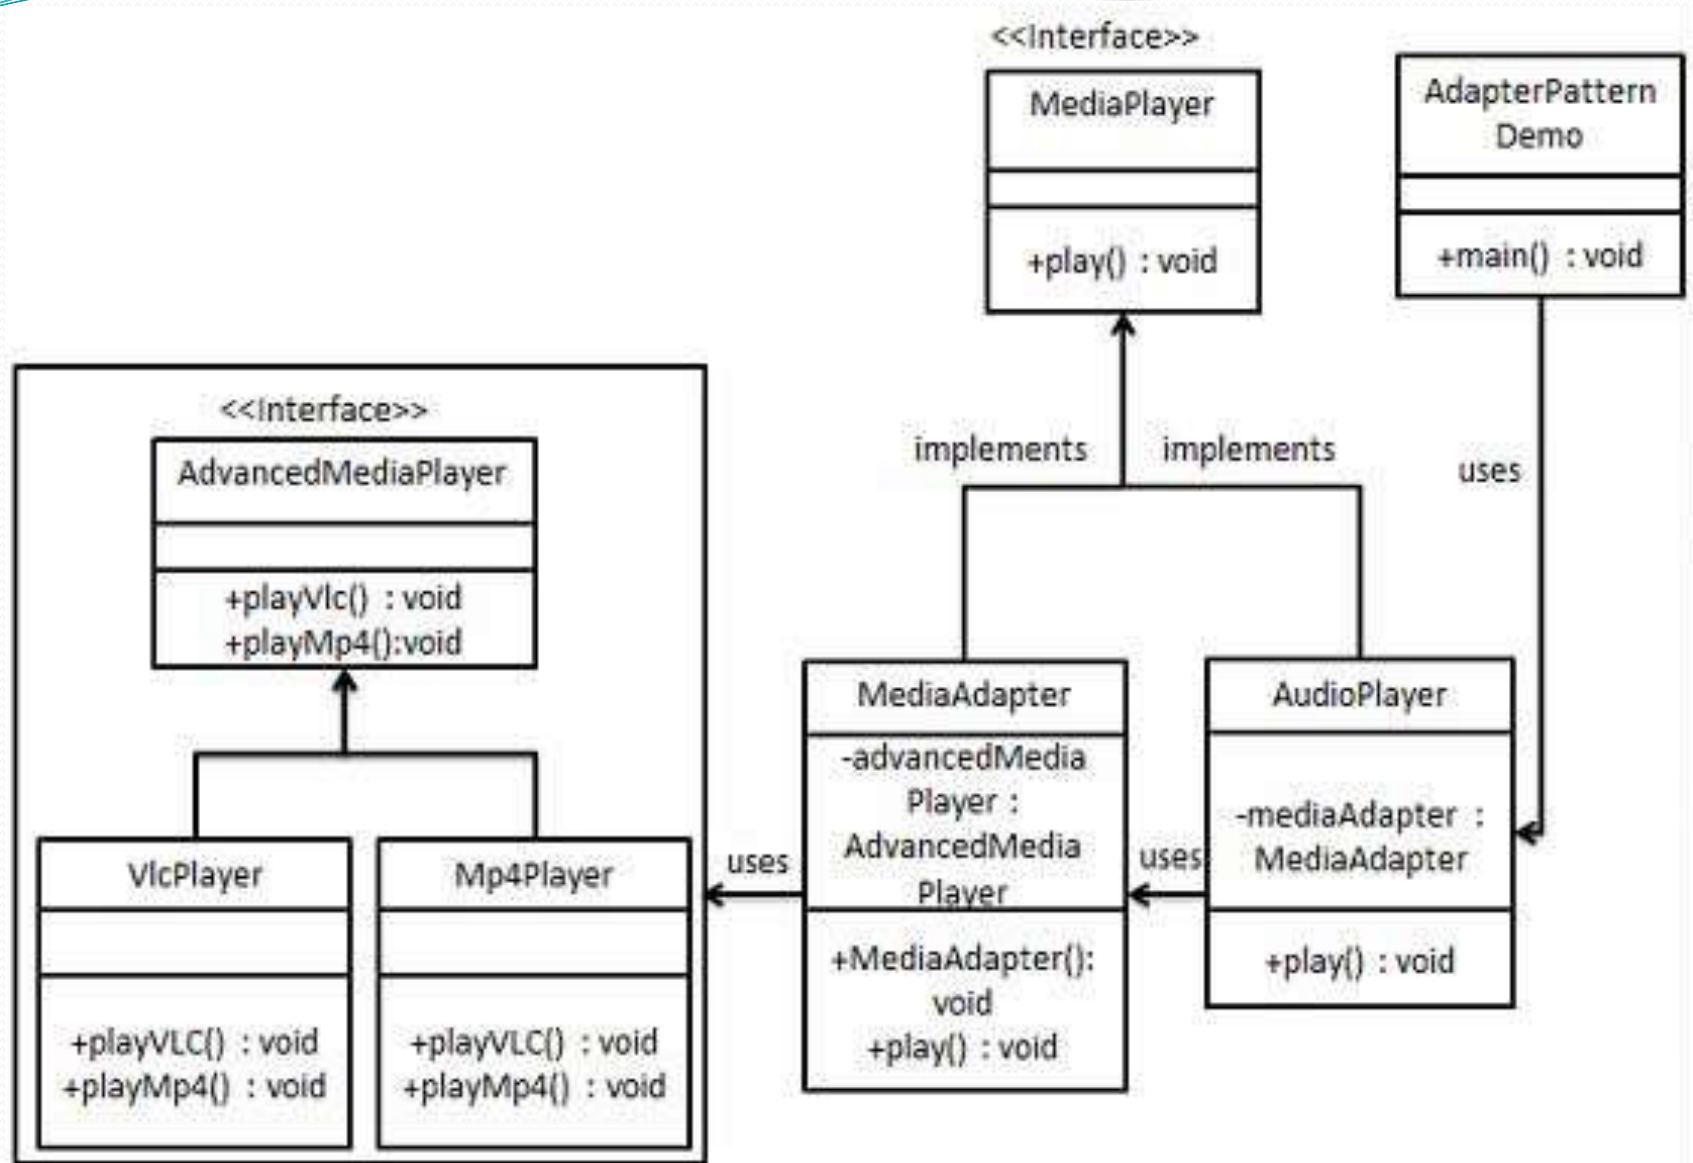 <<Interface>>
MediaPlayer
+play() : void
AdapterPattern
Demo
+main() : void
implements
implements
uses
<<Interface>>
AdvancedMediaPlayer
+playVlc() : void
+playMp4():void
VlcPlayer
+playVLC() : void
+playMp4() : void
Mp4Player
+playVLC() : void
+playMp4() : void
uses
MediaAdapter
-advancedMedia
Player :
AdvancedMedia
Player
+MediaAdapter():
void
+play() : void
uses
AudioPlayer
-mediaAdapter :
MediaAdapter
+play() : void